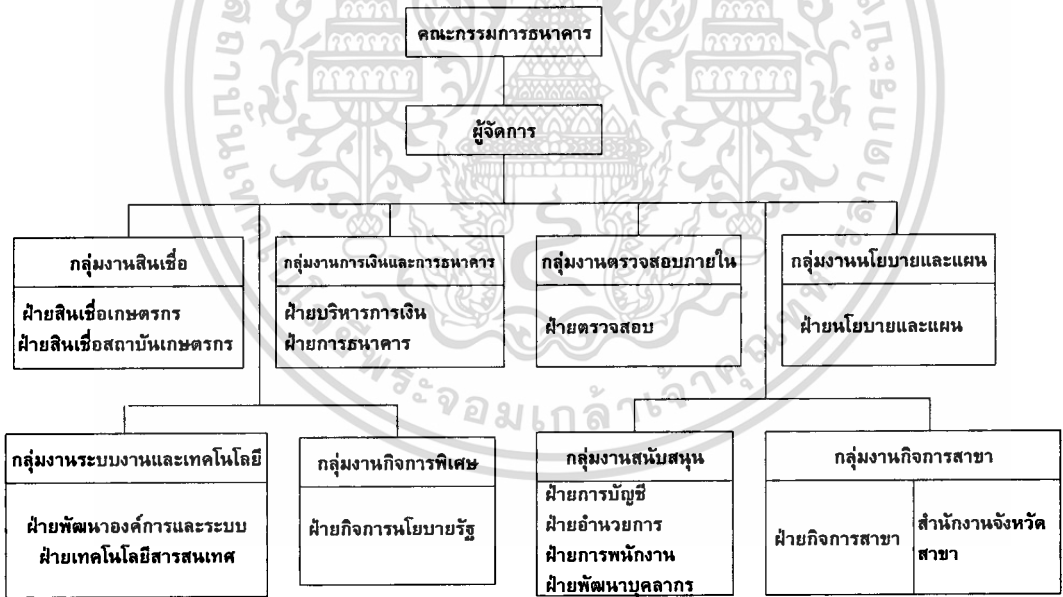 คณะกรรมการธนาคาร
ผู้จัดการ
กลุ่มงานสินเชื่อ
ฝ่ายสินเชื่อเกษตรกร
ฝ่ายสินเชื่อสถาบันเกษตรกร
กลุ่มงานการเงินและการธนาคาร
ฝ่ายบริหารการเงิน
ฝ่ายการธนาคาร
กลุ่มงานตรวจสอบภายใน
ฝ่ายตรวจสอบ
กลุ่มงานนโยบายและแผน
ฝ่ายนโยบายและแผน
กลุ่มงานระบบงานและเทคโนโลยี
ฝ่ายพัฒนาองค์การและระบบ
ฝ่ายเทคโนโลยีสารสนเทศ
กลุ่มงานกิจการพิเศษ
ฝ่ายกิจการนโยบายรัฐ
กลุ่มงานสนับสนุน
ฝ่ายการบัญชี
ฝ่ายอำนวยการ
ฝ่ายการพนักงาน
ฝ่ายพัฒนาบุคลากร
กลุ่มงานกิจการสาขา
ฝ่ายกิจการสาขา
สำนักงานจังหวัด
สาขา